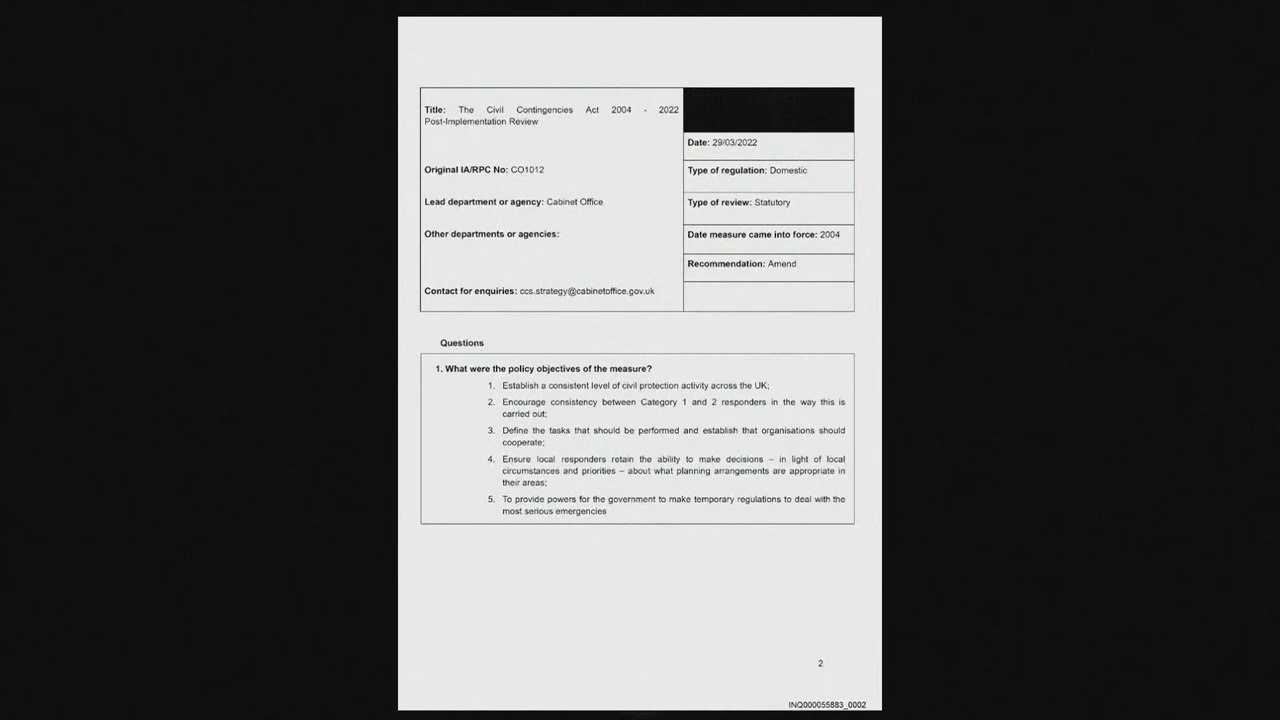 Title: The Civil Contingencies Act 2004 - 2022
Post-Implementation Review
Original IA/RPC No: CO1012
Lead department or agency: Cabinet Office
Other departments or agencies:
Contact for enquiries: ccs.strategy@cabinetoffice.gov.uk
Date: 29/03/2022
Type of regulation: Domestic
Type of review: Statutory
Date measure came into force: 2004
Recommendation: Amend
Questions
1. What were the policy objectives of the measure?
1. Establish a consistent level of civil protection activity across the UK;
2. Encourage consistency between Category 1 and 2 responders in the way this is
carried out;
3. Define the tasks that should be performed and establish that organisations should
cooperate;
4. Ensure local responders retain the ability to make decisions – in light of local
circumstances and priorities – about what planning arrangements are appropriate in
their areas;
5. To provide powers for the government to make temporary regulations to deal with the
most serious emergencies
2
INQ000055883_0002